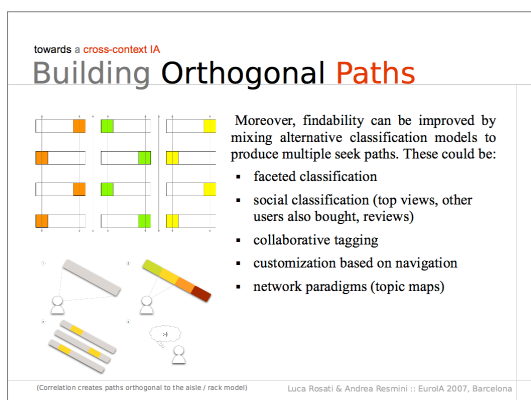 towards a cross-context IA
Building Orthogonal Paths
Moreover, findability can be improved by
mixing alternative classification models to
produce multiple seek paths. These could be:
▪ faceted classification
▪ social classification (top views, other
users also bought, reviews)
▪ collaborative tagging
▪ customization based on navigation
▪ network paradigms (topic maps)
(Correlation creates paths orthogonal to the aisle / rack model)
Luca Rosati & Andrea Resmini :: EuroIA 2007, Barcelona